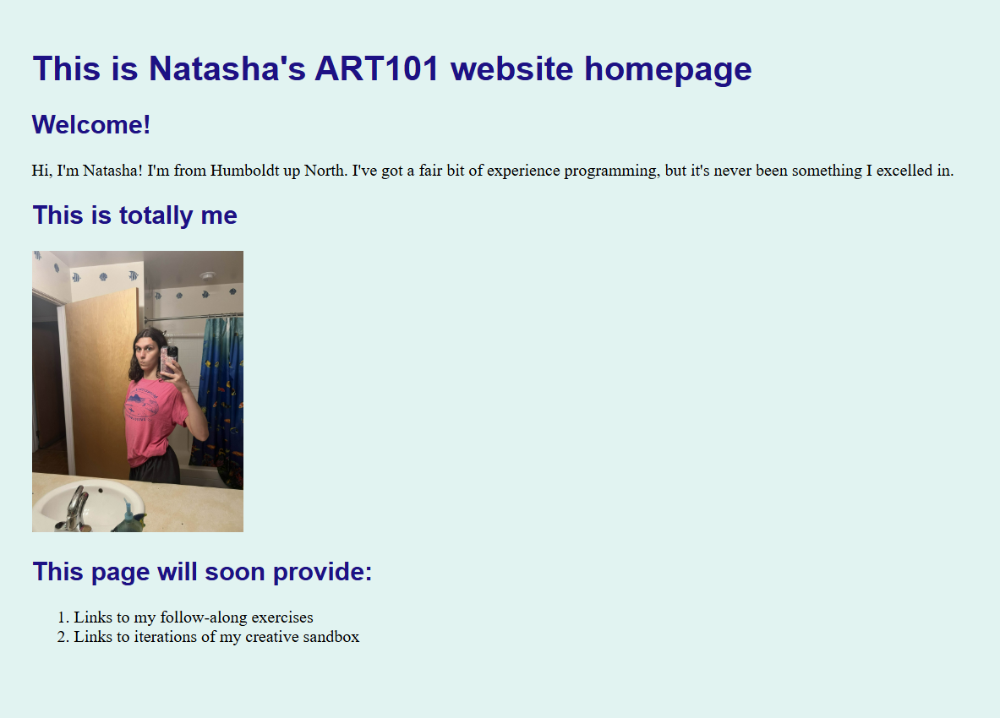 This is Natasha's ART101 website homepage
Welcome!
Hi, I'm Natasha! I'm from Humboldt up North. I've got a fair bit of experience programming, but it's never been something I excelled in.
This is totally me
This page will soon provide:
1. Links to my follow-along exercises
2. Links to iterations of my creative sandbox